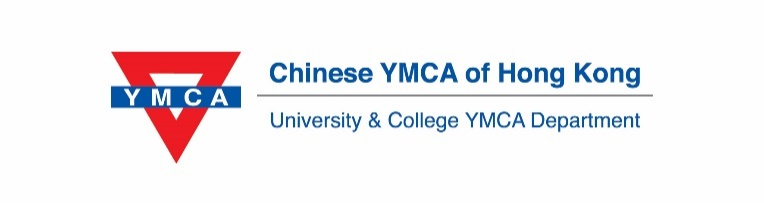 YMCA
Chinese YMCA of Hong Kong
University & College YMCA Department